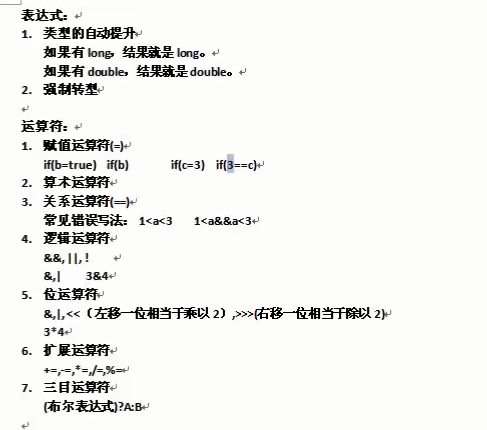 表达式：
1. 类型的自动提升
如果有 long，结果就是 long。
如果有 double，结果就是 double。
2. 强制转型
运算符：
1. 赋值运算符(=)
if(b=true) if(b) if(c=3) if(3==c)
2. 算术运算符
3. 关系运算符(==)
常见错误写法： 1<a<3 1<a&&a<3
4. 逻辑运算符
&&,||,!
&,| 3&4
5. 位运算符
&,|,<<（左移一位相当于乘以 2）,>>>(右移一位相当于除以 2)
3*4
6. 扩展运算符
+=,-=,*=,/=,%=
7. 三目运算符
(布尔表达式)?A:B